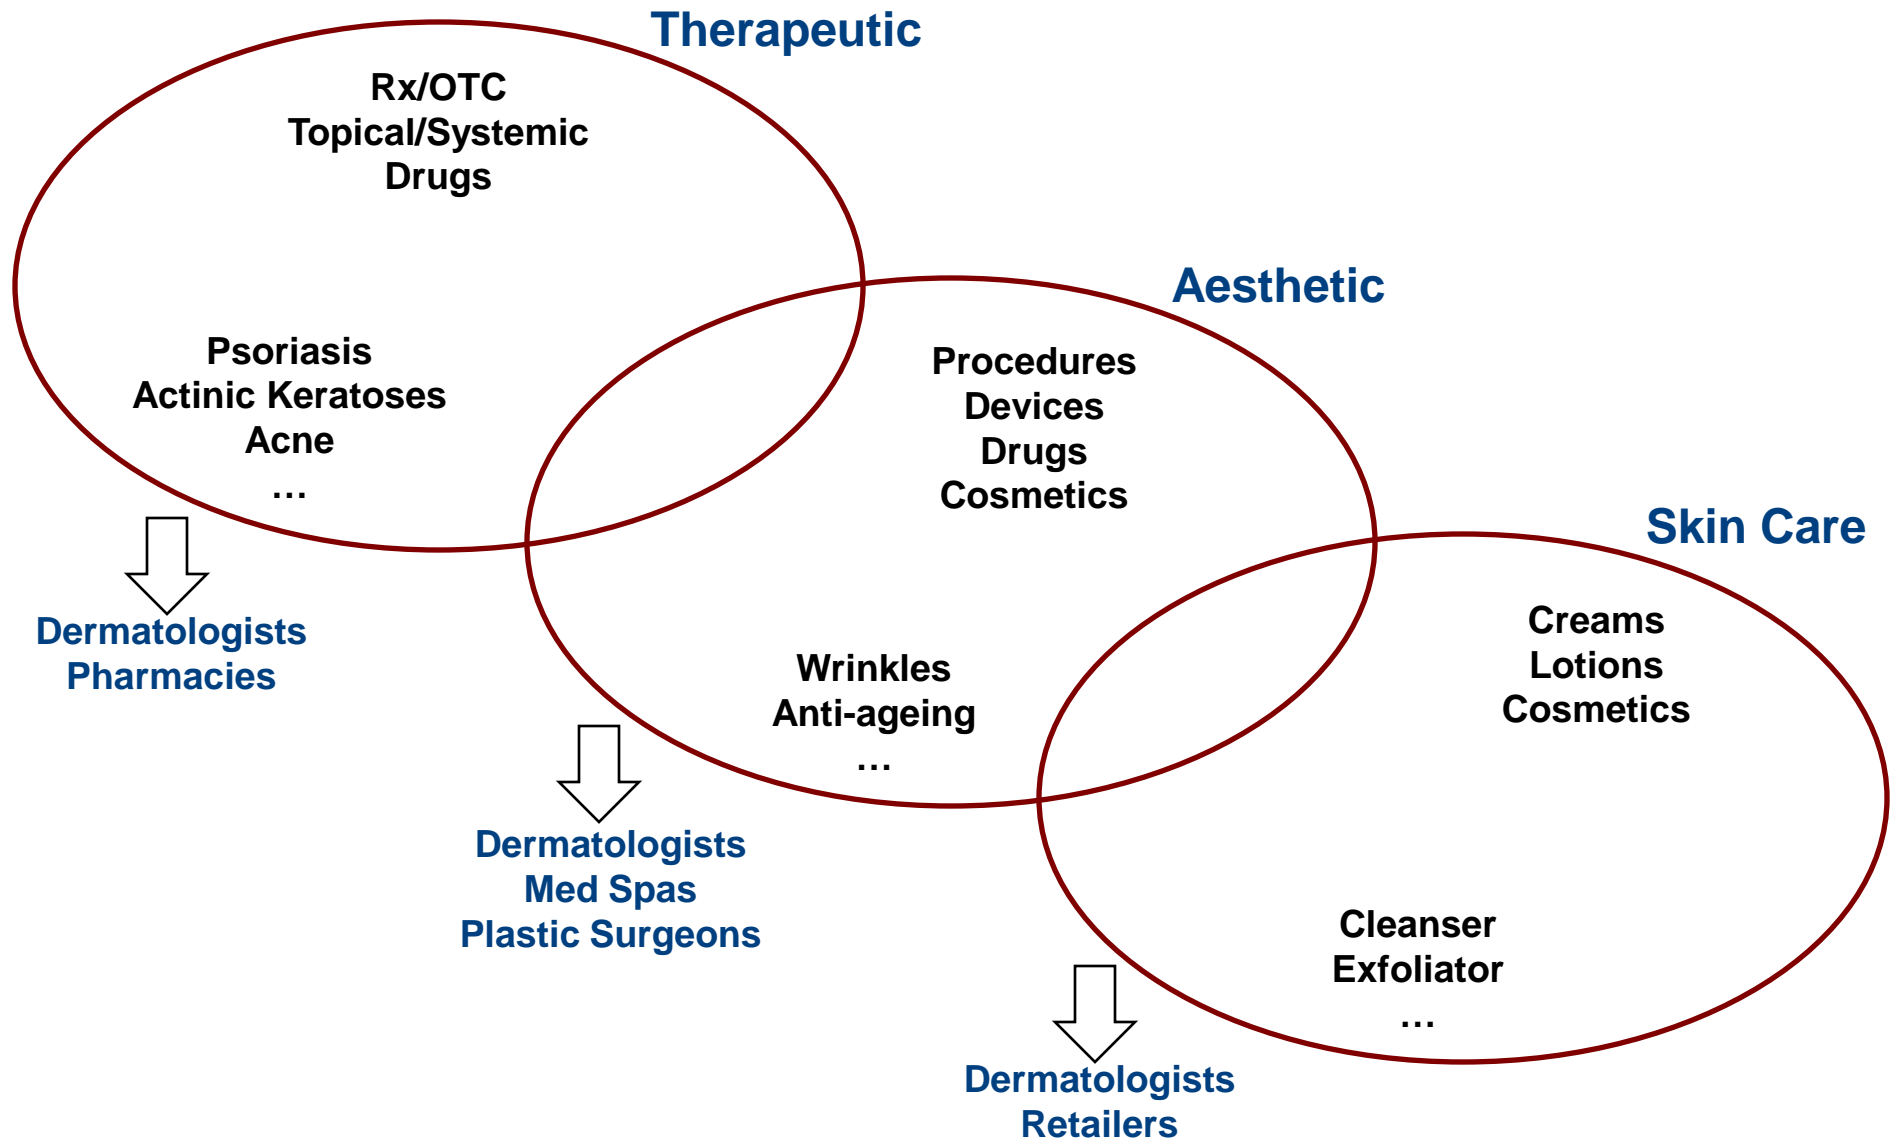 Therapeutic
Rx/OTC
Topical/Systemic
Drugs
Psoriasis
Actinic Keratoses
Acne
…
Dermatologists
Pharmacies
Aesthetic
Procedures
Devices
Drugs
Cosmetics
Wrinkles
Anti-ageing
…
Dermatologists
Med Spas
Plastic Surgeons
Skin Care
Creams
Lotions
Cosmetics
Cleanser
Exfoliator
…
Dermatologists
Retailers